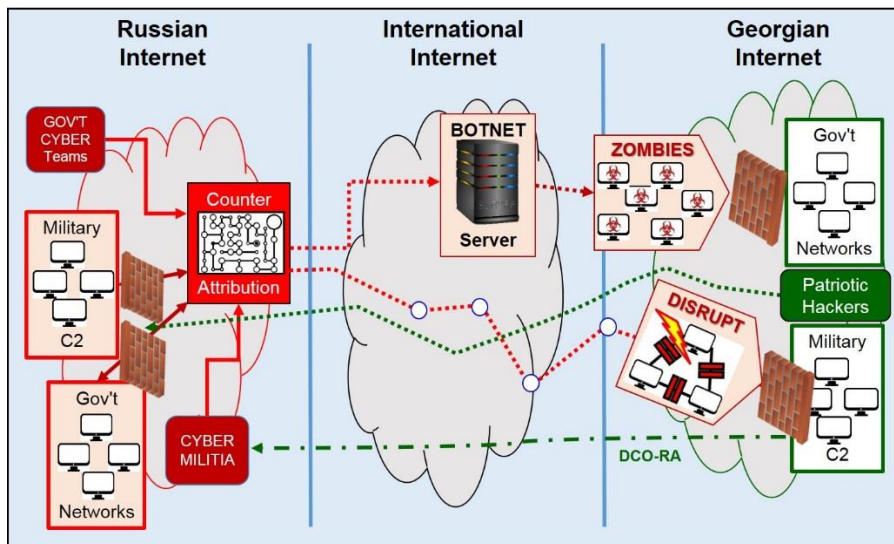 Russian
Internet
International
Internet
Georgian
Internet
GOV'T
CYBER
Teams
Military
C2
Gov't
Networks
Counter
Attribution
CYBER
MILITIA
BOTNET
Server
ZOMBIES
DISRUPT
Gov't
Networks
Patriotic
Hackers
Military
C2
DCO-RA